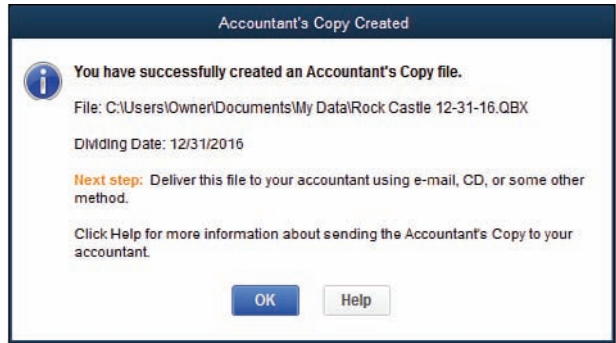 Accountant's Copy Created
You have successfully created an Accountant's Copy file.
File: C:\Users\Owner\Documents\My Data\Rock Castle 12-31-16.QBX
Dividing Date: 12/31/2016
Next step: Deliver this file to your accountant using e-mail, CD, or some other
method.
Click Help for more information about sending the Accountant's Copy to your
accountant.
OK
Help